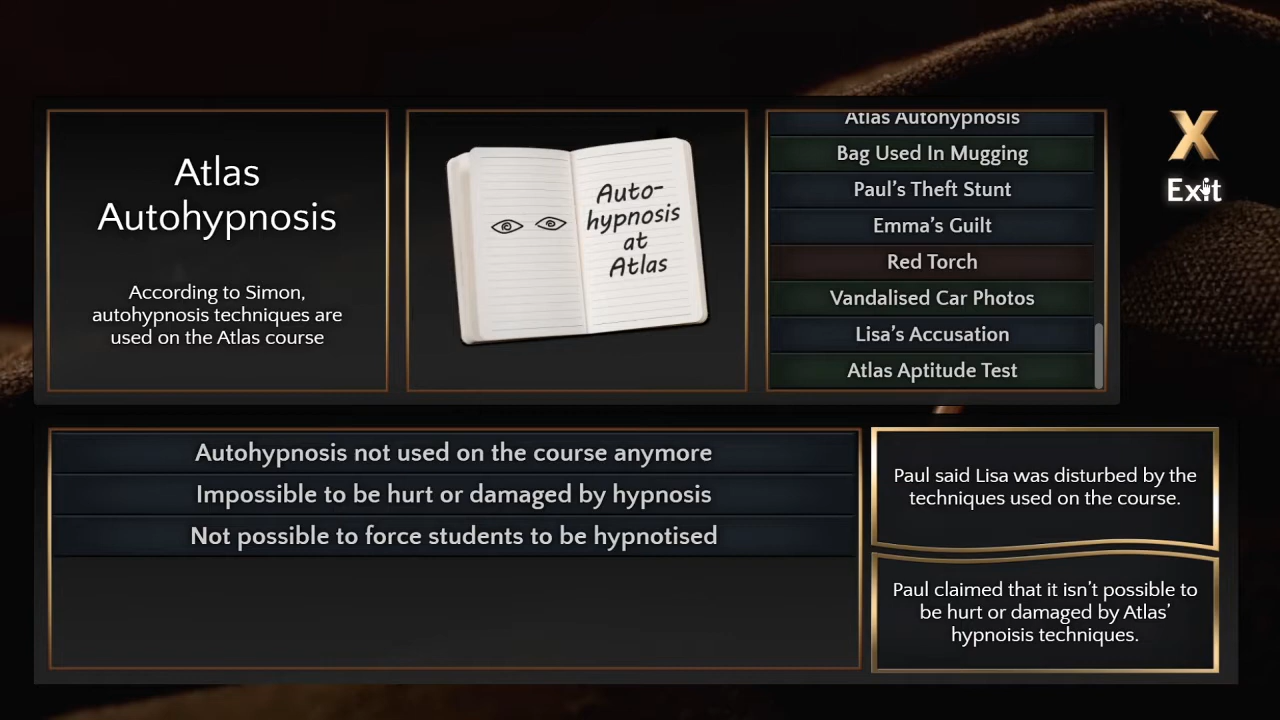 Atlas
Autohypnosis
According to Simon,
autohypnosis techniques are
used on the Atlas course
Auto-
hypnosis
at
Atlas
Atlas Autohypnosis
Bag Used In Mugging
Paul's Theft Stunt
Emma's Guilt
Red Torch
Vandalised Car Photos
Lisa's Accusation
Atlas Aptitude Test
X
Exit
Autohypnosis not used on the course anymore
Impossible to be hurt or damaged by hypnosis
Not possible to force students to be hypnotised
Paul said Lisa was disturbed by the
techniques used on the course.
Paul claimed that it isn't possible to
be hurt or damaged by Atlas'
hypnoisis techniques.